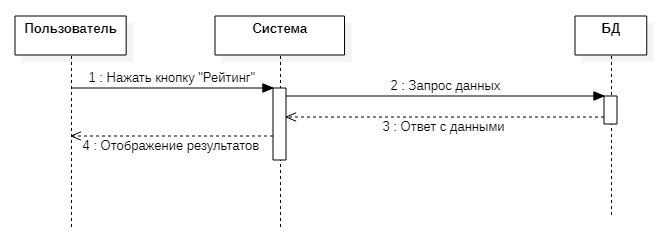 Пользователь
Система
БД
1 : Нажать кнопку "Рейтинг"
2 : Запрос данных
3 : Ответ с данными
4 : Отображение результатов